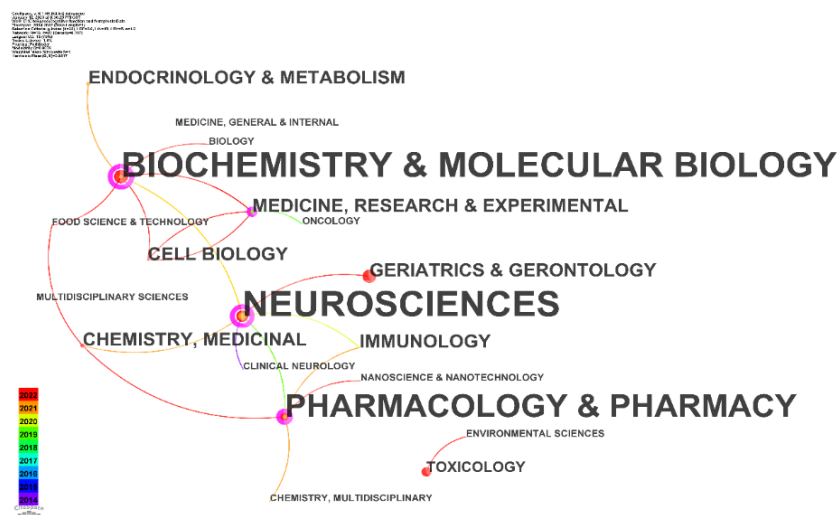 ENDOCRINOLOGY & METABOLISM
MEDICINE, GENERAL & INTERNAL
BIOLOGY
BIOCHEMISTRY & MOLECULAR BIOLOGY
MEDICINE, RESEARCH & EXPERIMENTAL
FOOD SCIENCE & TECHNOLOGY
ONCOLOGY
CELL BIOLOGY
GERIATRICS & GERONTOLOGY
MULTIDISCIPLINARY SCIENCES
NEUROSCIENCES
CHEMISTRY, MEDICINAL
IMMUNOLOGY
CLINICAL NEUROLOGY
NANOSCIENCE & NANOTECHNOLOGY
PHARMACOLOGY & PHARMACY
ENVIRONMENTAL SCIENCES
TOXICOLOGY
CHEMISTRY, MULTIDISCIPLINARY
2022
2021
2020
2019
2018
2017
2016
2015
2014
CiteSpace